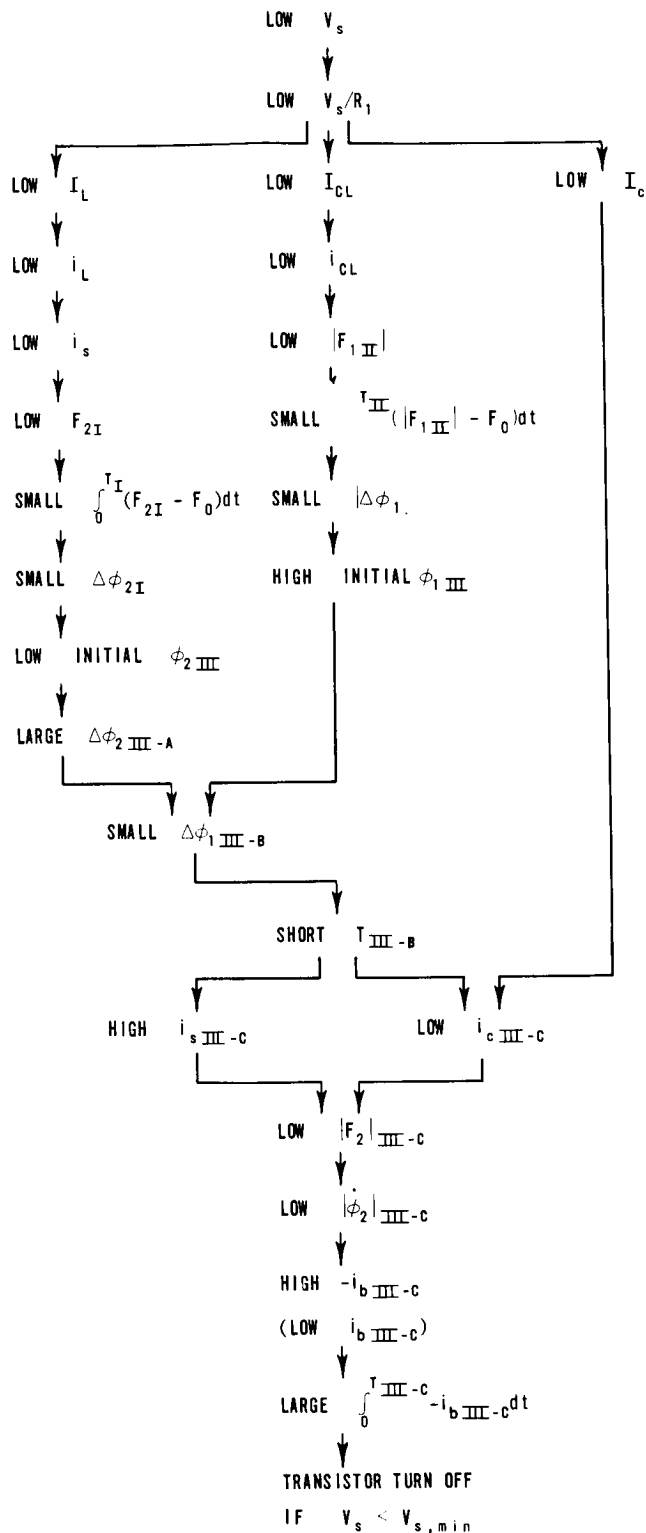 LOW V_s
LOW V_s/R_1
LOW I_L
LOW I_CL
LOW I_c
LOW i_L
LOW i_CL
LOW i_s
LOW |F_1 II|
LOW F_2I
SMALL T_II (|F_1 II| - F_0)dt
SMALL ∫_0^T_I (F_2I - F_0)dt
SMALL |Δφ_1.
SMALL Δφ_2I
HIGH INITIAL φ_1 III
LOW INITIAL φ_2 III
LARGE Δφ_2 III-A
SMALL Δφ_1 III-B
SHORT T_III-B
HIGH i_s III-C
LOW i_c III-C
LOW |F_2|_III-C
LOW |φ̇_2|_III-C
HIGH -i_b III-C
(LOW i_b III-C)
LARGE ∫_0^T_III-C -i_b III-C dt
TRANSISTOR TURN OFF
IF V_s < V_s,min